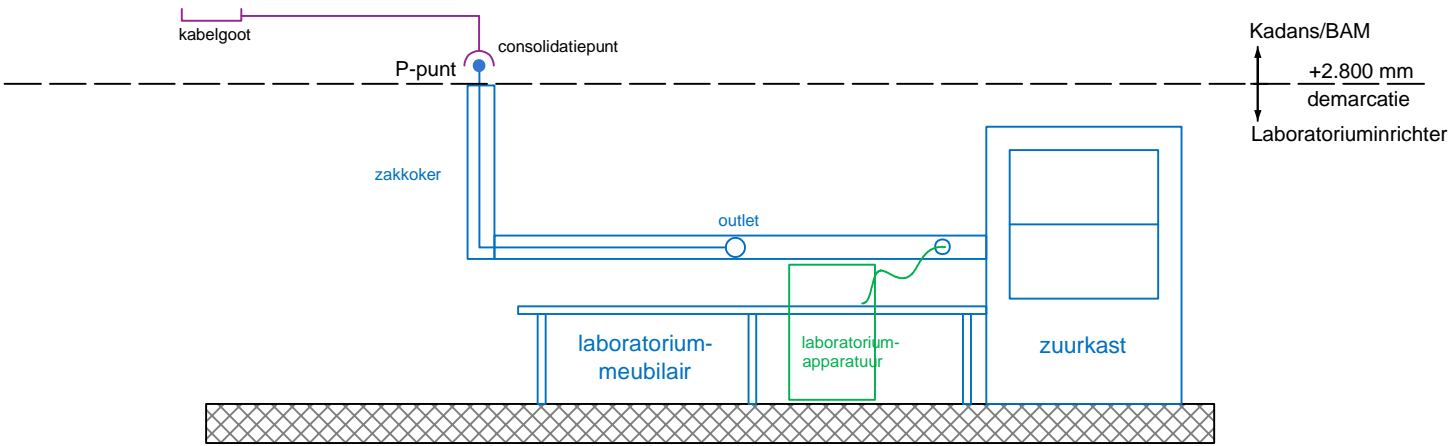 kabelgoot
consolidatiepunt
P-punt
Kadans/BAM
+2.800 mm
demarcatie
Laboratoriuminrichter
zakkoker
outlet
laboratorium-
meubilair
laboratorium-
apparatuur
zuurkast